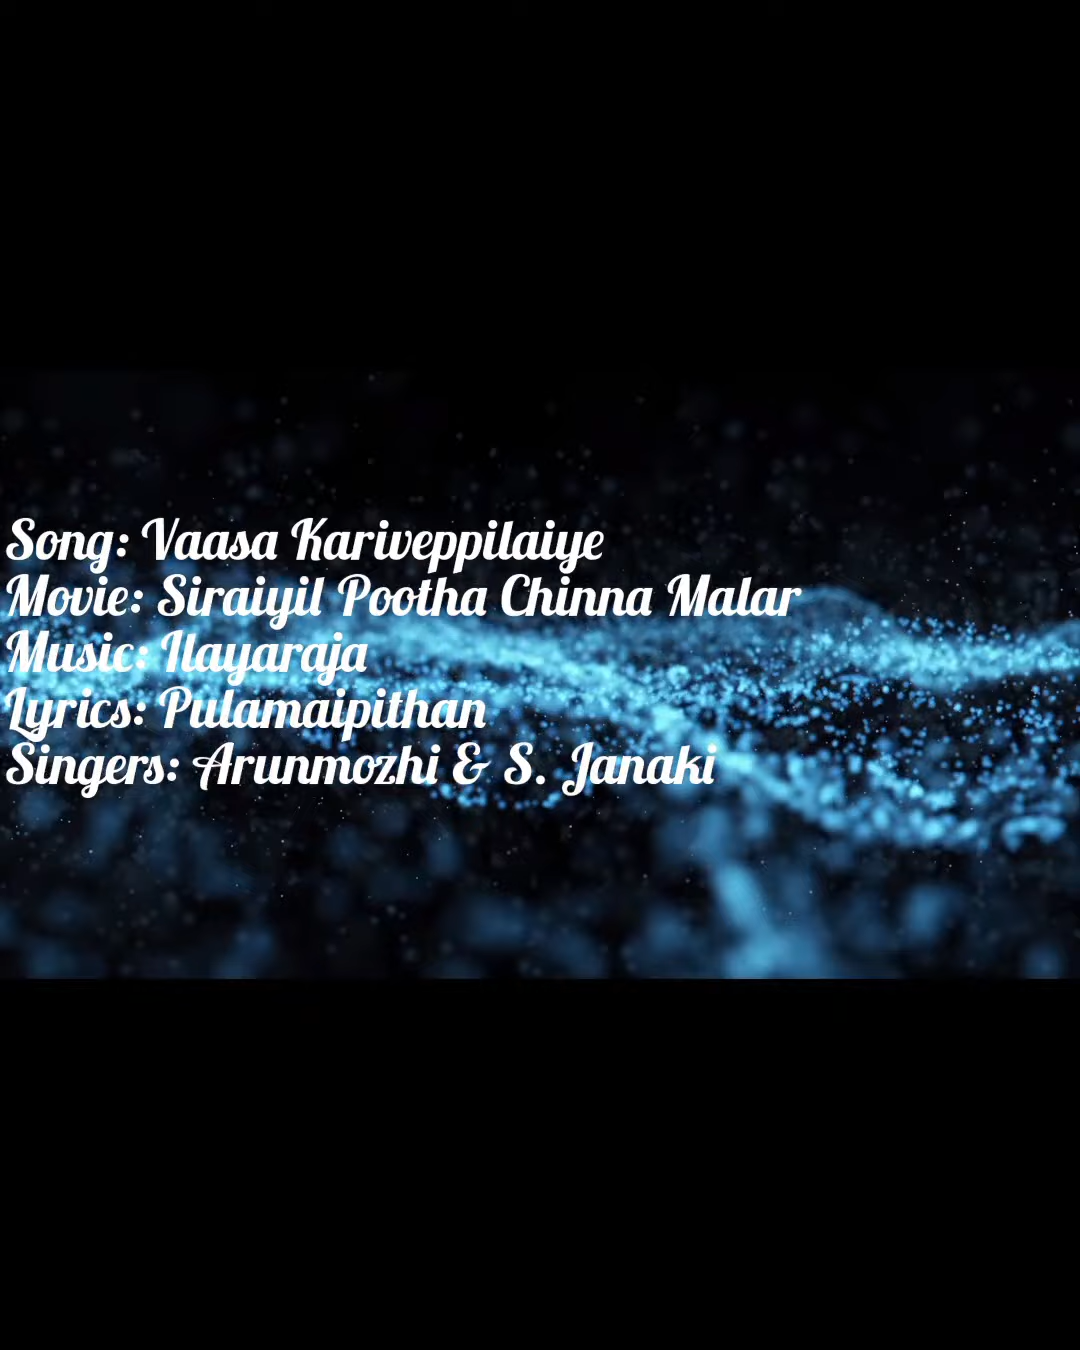 Song: Vaasa Kariveppilaiye
Movie: Siraiyil Pootha Chinna Malar
Music: Ilayaraja
Lyrics: Pulamaipithan
Singers: Arunmozhi & S. Janaki